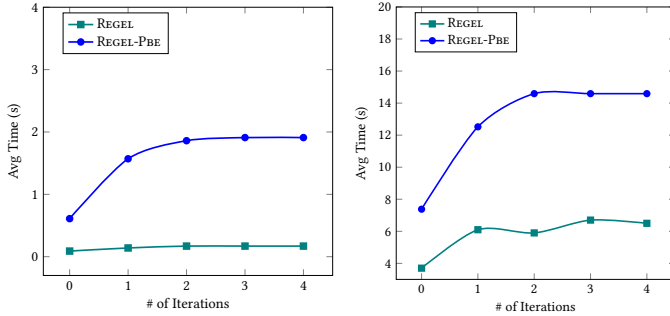 4
3
2
1
0
Avg Time (s)
REGEL
REGEL-PBE
0 1 2 3 4
# of Iterations
20
18
16
14
12
10
8
6
4
Avg Time (s)
REGEL
REGEL-PBE
0 1 2 3 4
# of Iterations